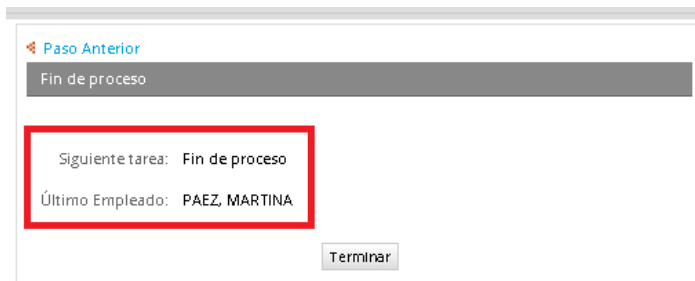 Paso Anterior
Fin de proceso
Siguiente tarea: Fin de proceso
Último Empleado: PAEZ, MARTINA
Terminar